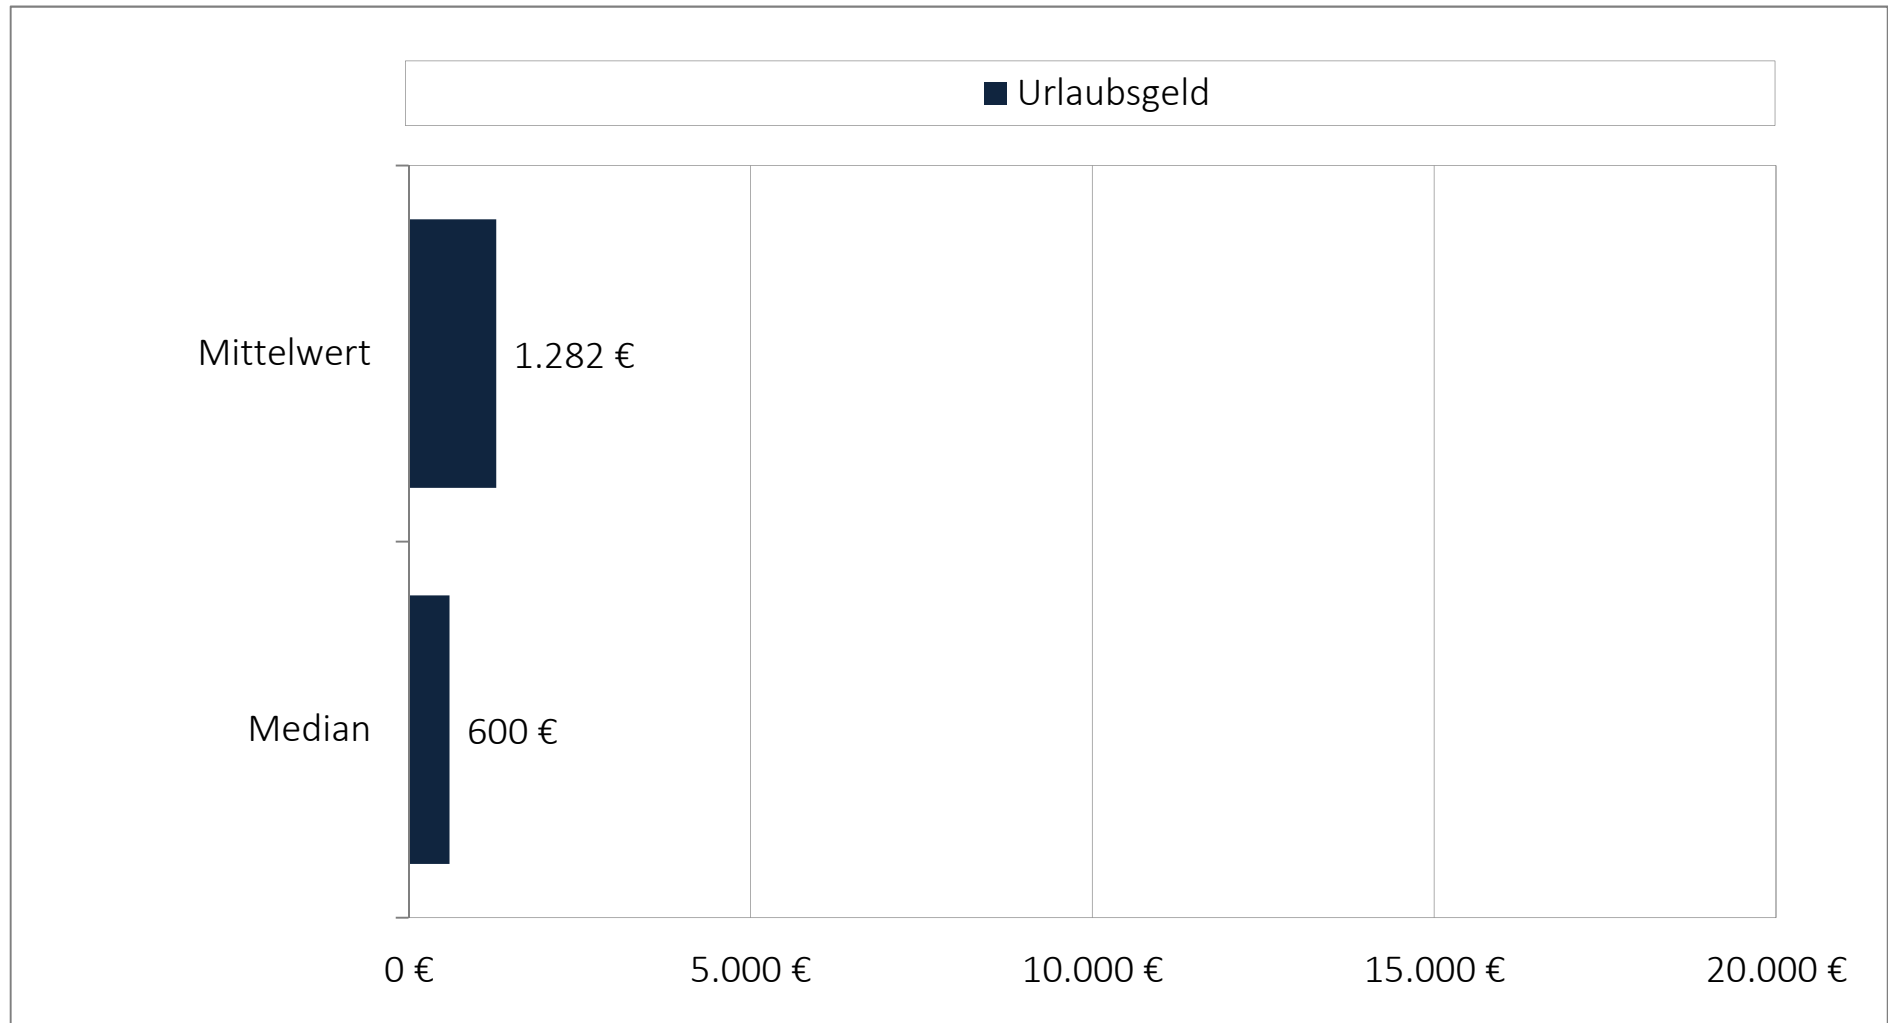 Urlaubsgeld
Mittelwert 1.282 €
Median 600 €
0 € 5.000 € 10.000 € 15.000 € 20.000 €